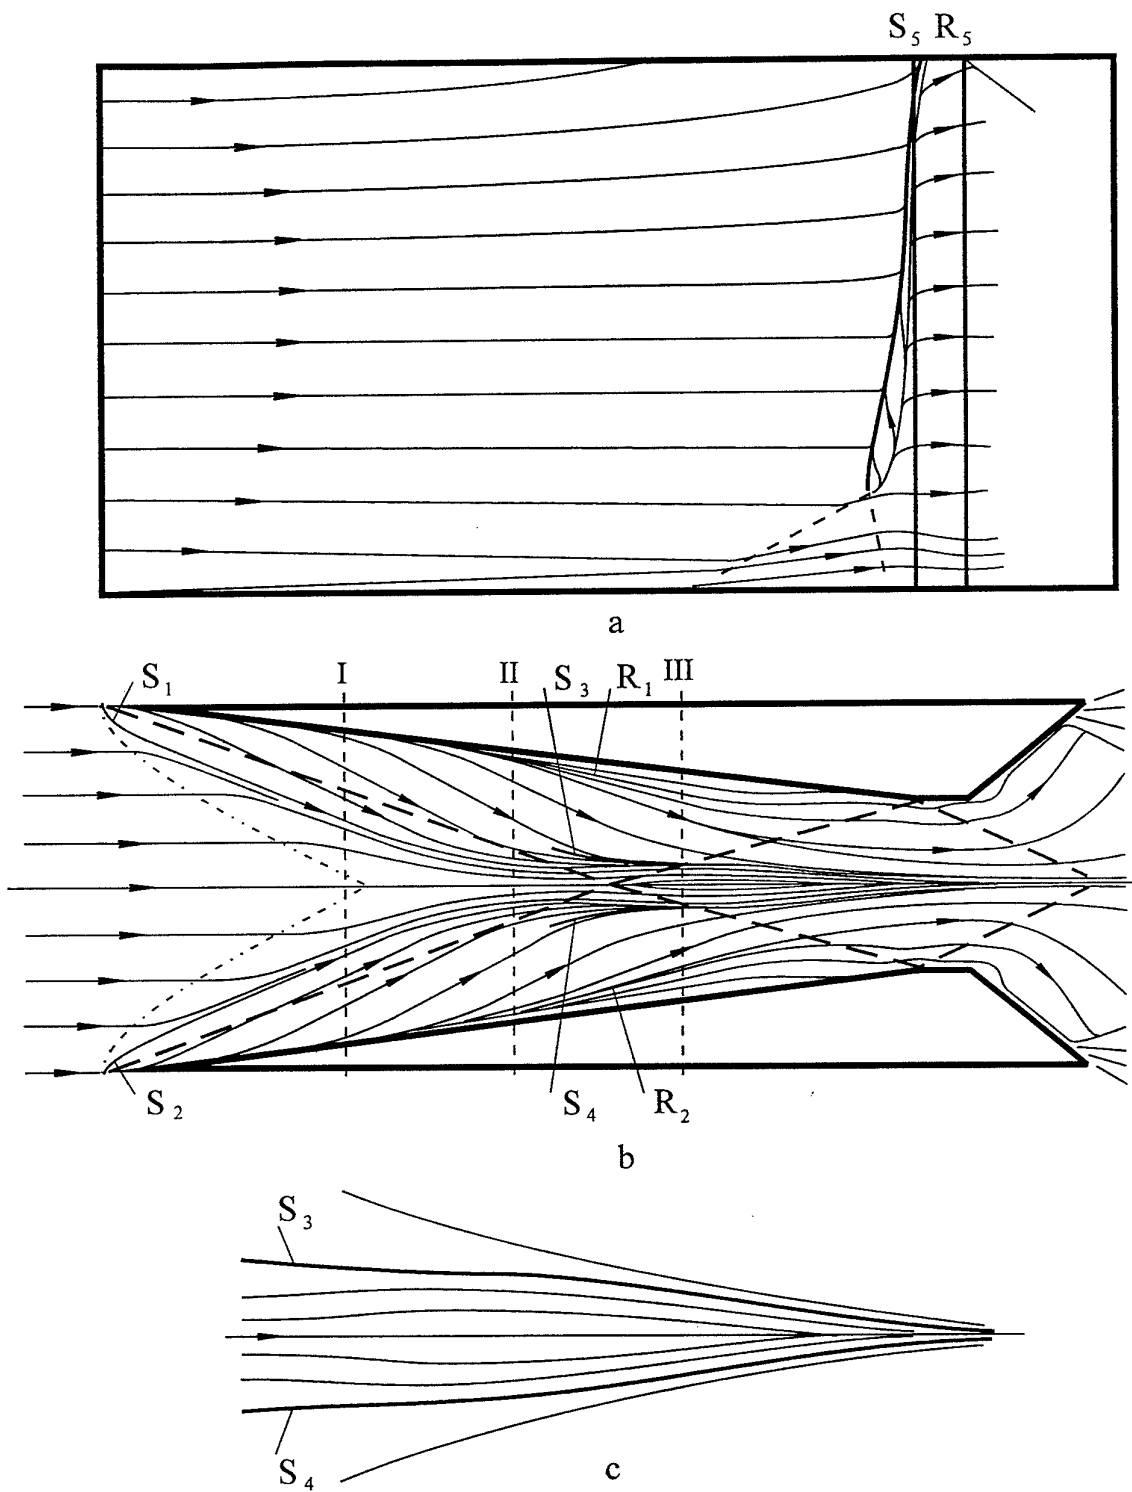 S₅ R₅
a
S₁ I II S₃ R₁ III
S₂ S₄ R₂
b
S₃
S₄
c